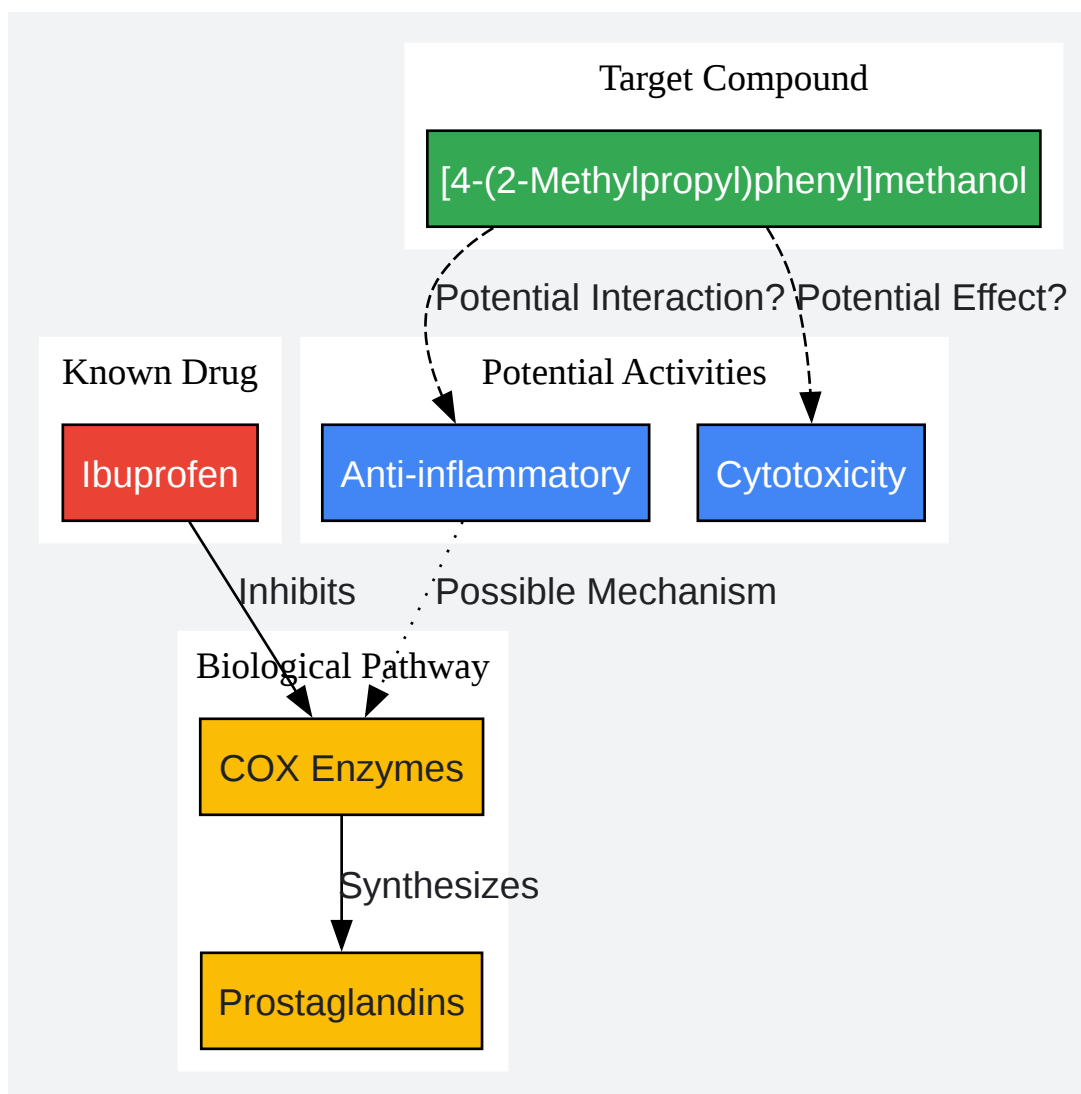 Target Compound
[4-(2-Methylpropyl)phenyl]methanol
Potential Interaction?
Potential Effect?
Known Drug
Potential Activities
Ibuprofen
Anti-inflammatory
Cytotoxicity
Inhibits
Possible Mechanism
Biological Pathway
COX Enzymes
Synthesizes
Prostaglandins